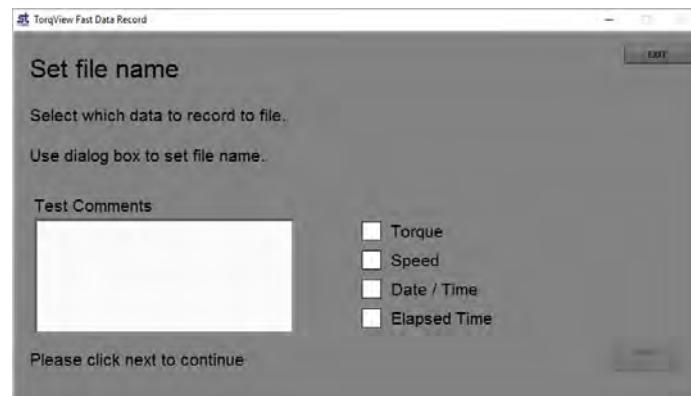 st TorqView Fast Data Record
EXIT
Set file name
Select which data to record to file.
Use dialog box to set file name.
Test Comments
Torque
Speed
Date / Time
Elapsed Time
Please click next to continue